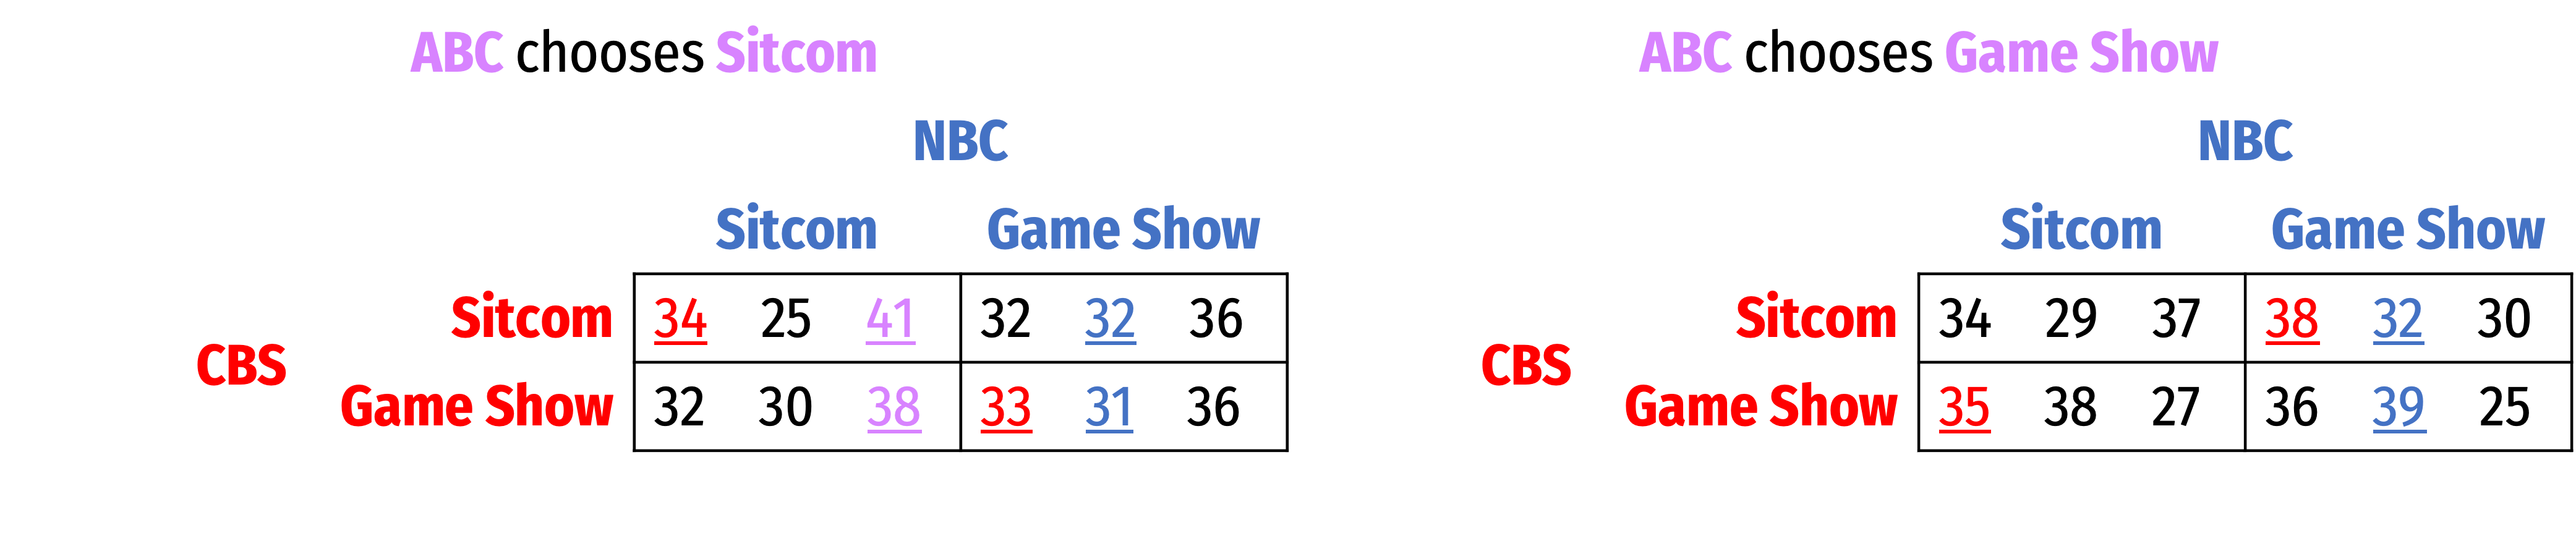 ABC chooses Sitcom
NBC
Sitcom Game Show
CBS
Sitcom 34 25 41 32 32 36
Game Show 32 30 38 33 31 36
ABC chooses Game Show
NBC
Sitcom Game Show
CBS
Sitcom 34 29 37 38 32 30
Game Show 35 38 27 36 39 25